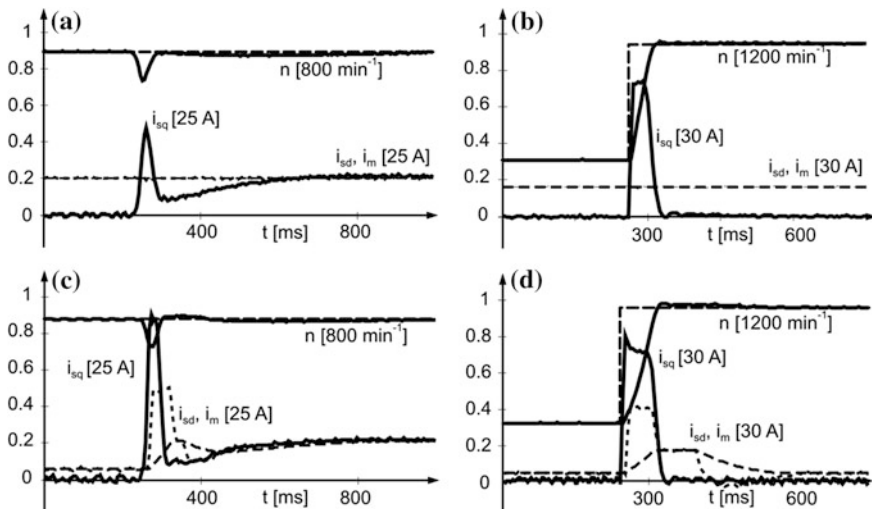 (a)
1
0.8
0.6
0.4
0.2
0
n [800 min⁻¹]
i_sq [25 A]
i_sd, i_m [25 A]
400
t [ms]
800
(b)
1
0.8
0.6
0.4
0.2
0
n [1200 min⁻¹]
i_sq [30 A]
i_sd, i_m [30 A]
300
t [ms]
600
(c)
1
0.8
0.6
0.4
0.2
0
n [800 min⁻¹]
i_sq [25 A]
i_sd, i_m [25 A]
400
t [ms]
800
(d)
1
0.8
0.6
0.4
0.2
0
n [1200 min⁻¹]
i_sq [30 A]
i_sd, i_m [30 A]
300
t [ms]
600